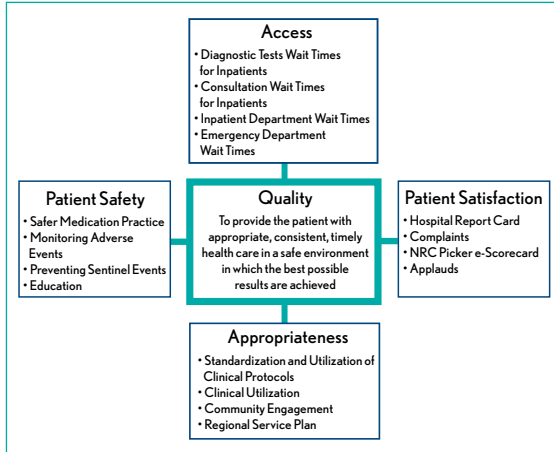 Access
• Diagnostic Tests Wait Times
for Inpatients
• Consultation Wait Times
for Inpatients
• Inpatient Department Wait Times
• Emergency Department
Wait Times
Patient Safety
• Safer Medication Practice
• Monitoring Adverse
Events
• Preventing Sentinel Events
• Education
Quality
To provide the patient with
appropriate, consistent, timely
health care in a safe environment
in which the best possible
results are achieved
Patient Satisfaction
• Hospital Report Card
• Complaints
• NRC Picker e-Scorecard
• Applauds
Appropriateness
• Standardization and Utilization of
Clinical Protocols
• Clinical Utilization
• Community Engagement
• Regional Service Plan